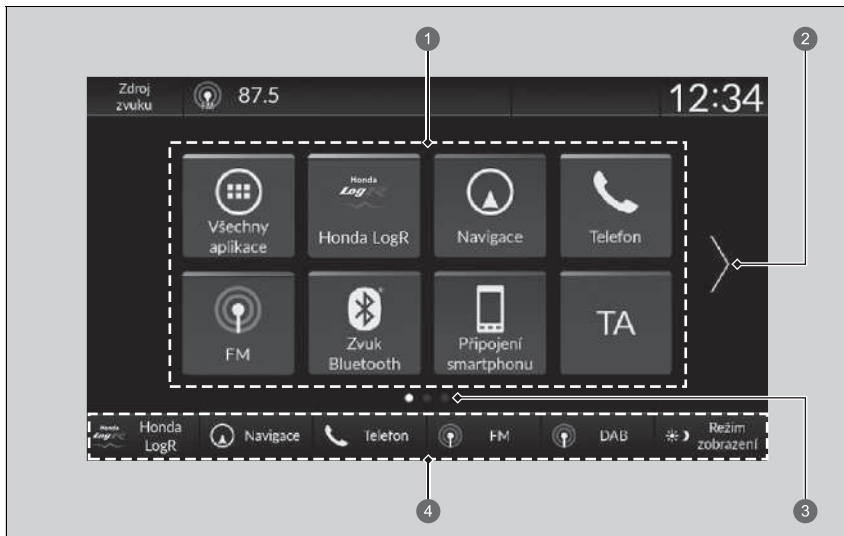 1
2
Zdroj
zvuku
FM
87.5
12:34
Všechny
aplikace
Honda
LogR
Honda LogR
Navigace
Telefon
FM
Zvuk
Bluetooth
Připojení
smartphonu
TA
Honda
LogR
Honda
LogR
Navigace
Telefon
FM
DAB
Režim
zobrazení
4
3